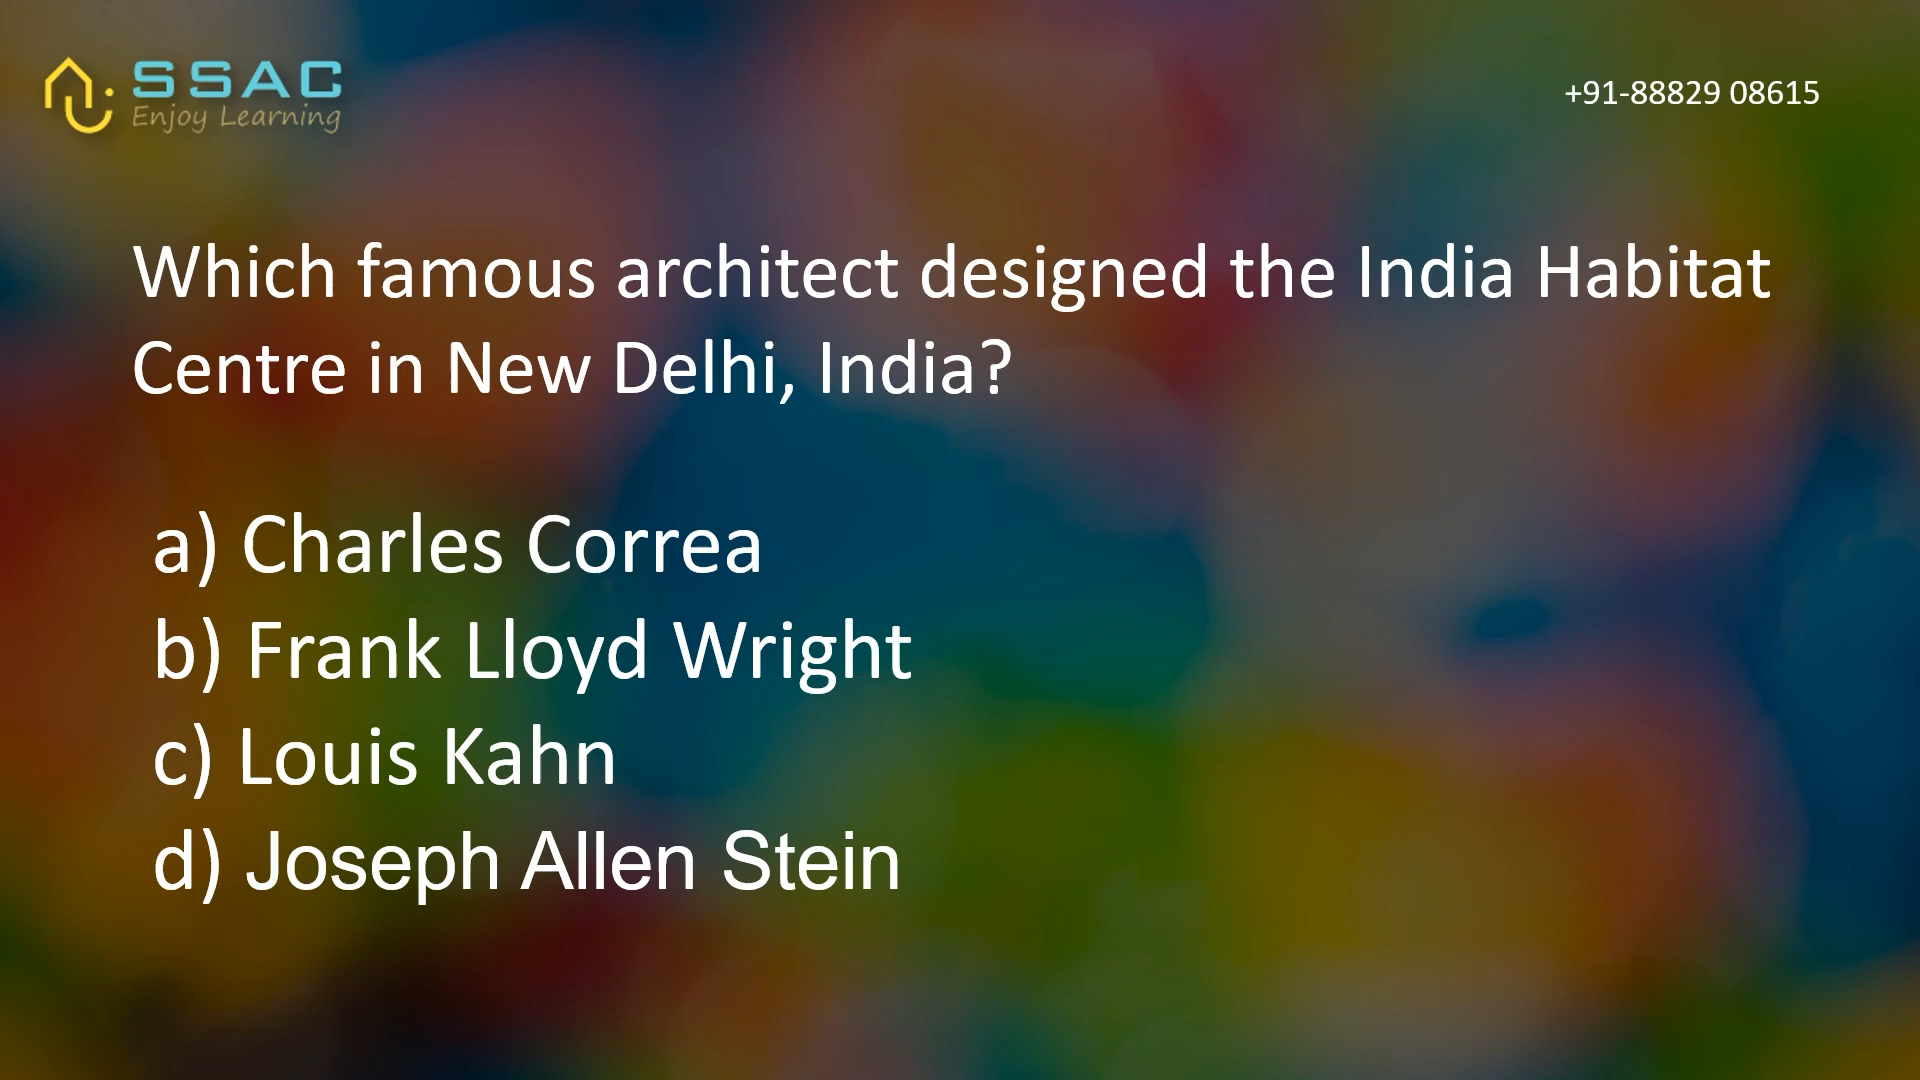 SSAC
Enjoy Learning
+91-88829 08615
Which famous architect designed the India Habitat
Centre in New Delhi, India?
a) Charles Correa
b) Frank Lloyd Wright
c) Louis Kahn
d) Joseph Allen Stein